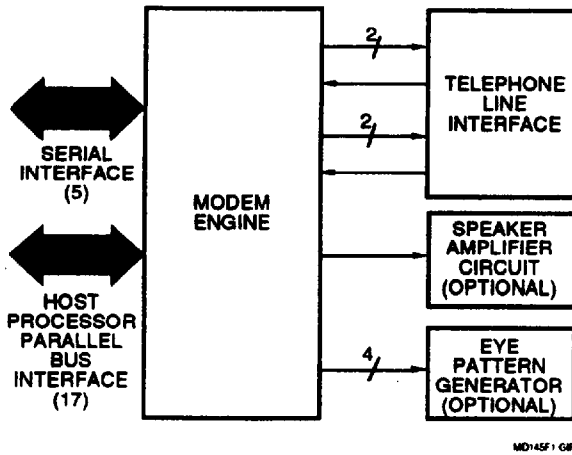 2
TELEPHONE
LINE
INTERFACE
2
SERIAL
INTERFACE
(5)
MODEM
ENGINE
SPEAKER
AMPLIFIER
CIRCUIT
(OPTIONAL)
HOST
PROCESSOR
PARALLEL
BUS
INTERFACE
(17)
4
EYE
PATTERN
GENERATOR
(OPTIONAL)